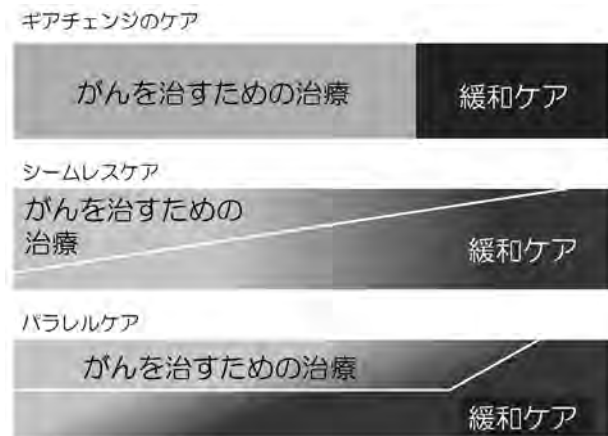 ギアチェンジのケア
がんを治すための治療
緩和ケア
シームレスケア
がんを治すための
治療
緩和ケア
パラレルケア
がんを治すための治療
緩和ケア